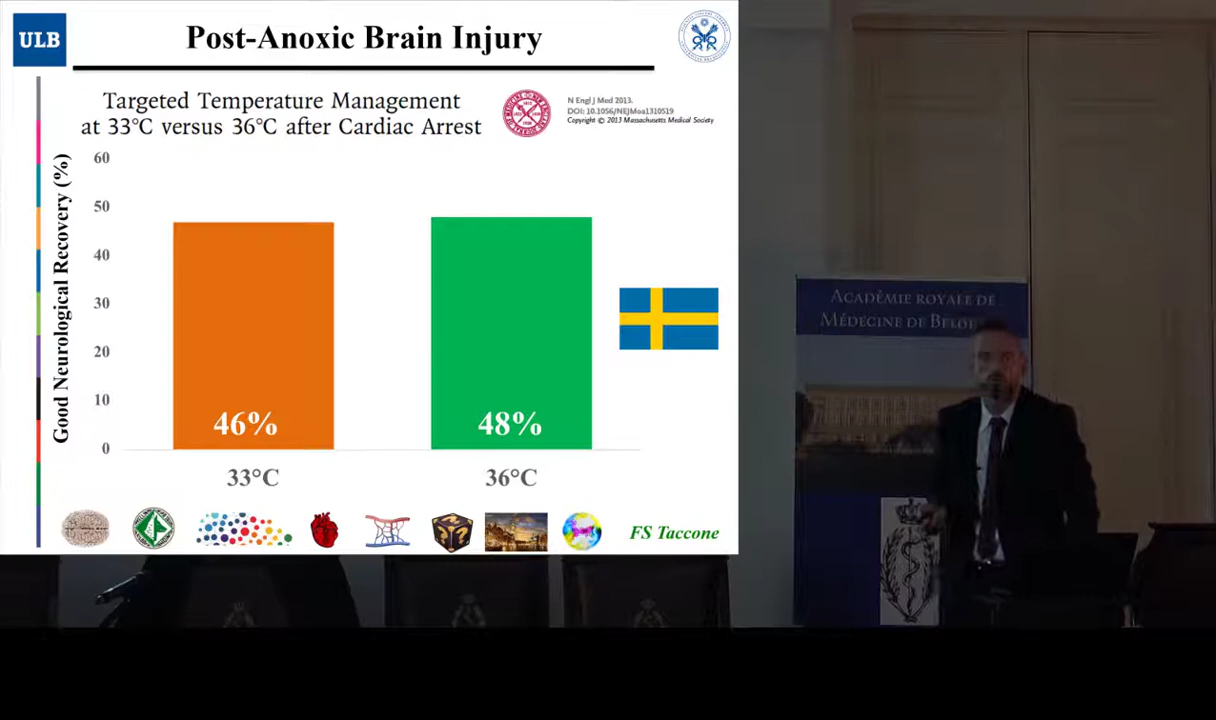 ULB
Post-Anoxic Brain Injury
Targeted Temperature Management
at 33°C versus 36°C after Cardiac Arrest
N Engl J Med 2013.
DOI: 10.1056/NEJMoa1310519
Copyright © 2013 Massachusetts Medical Society
Good Neurological Recovery (%)
60
50
40
30
20
10
0
46%
48%
33°C
36°C
FS Taccone
ACADÉMIE ROYALE DE
MÉDECINE DE